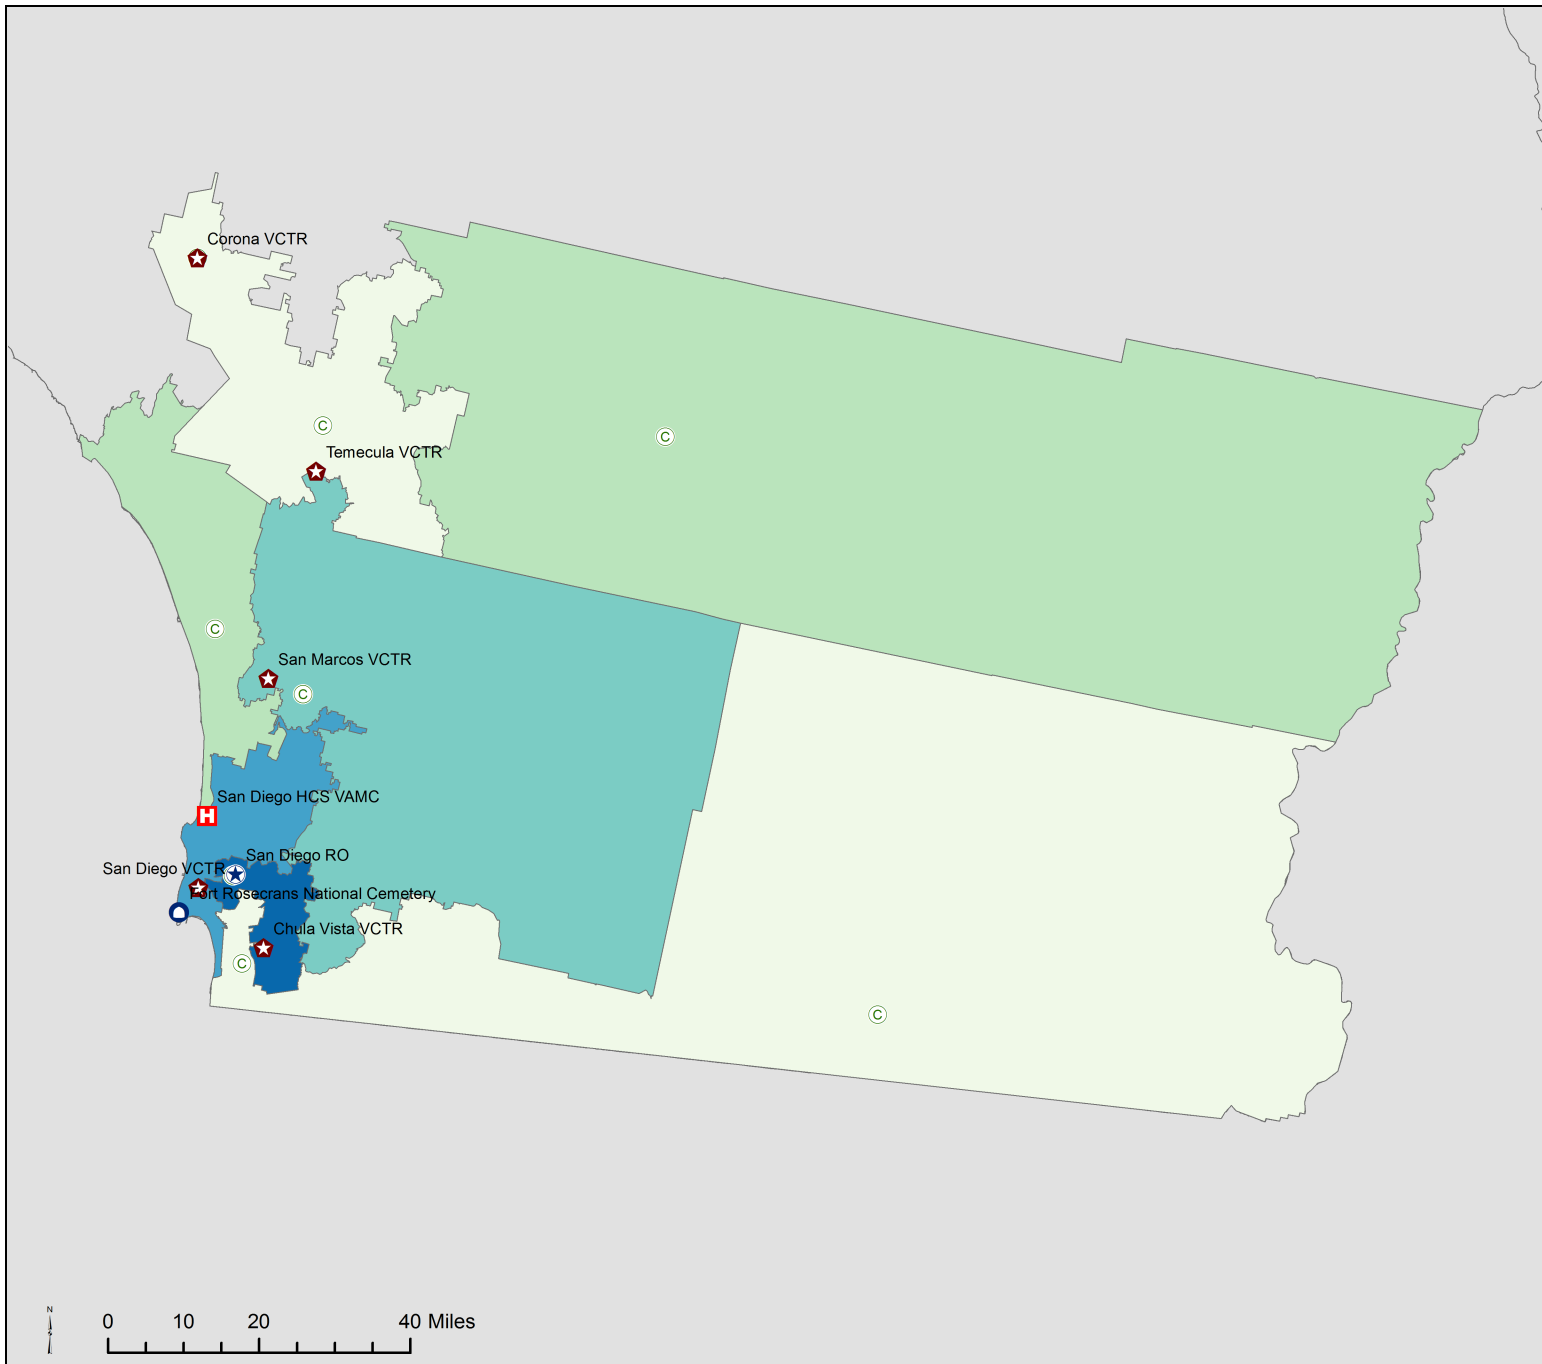 Corona VCTR
C
C
Temecula VCTR
C
San Marcos VCTR
C
San Diego HCS VAMC
H
San Diego RO
San Diego VCTR
Fort Rosecrans National Cemetery
Chula Vista VCTR
C
C
N
0 10 20 40 Miles